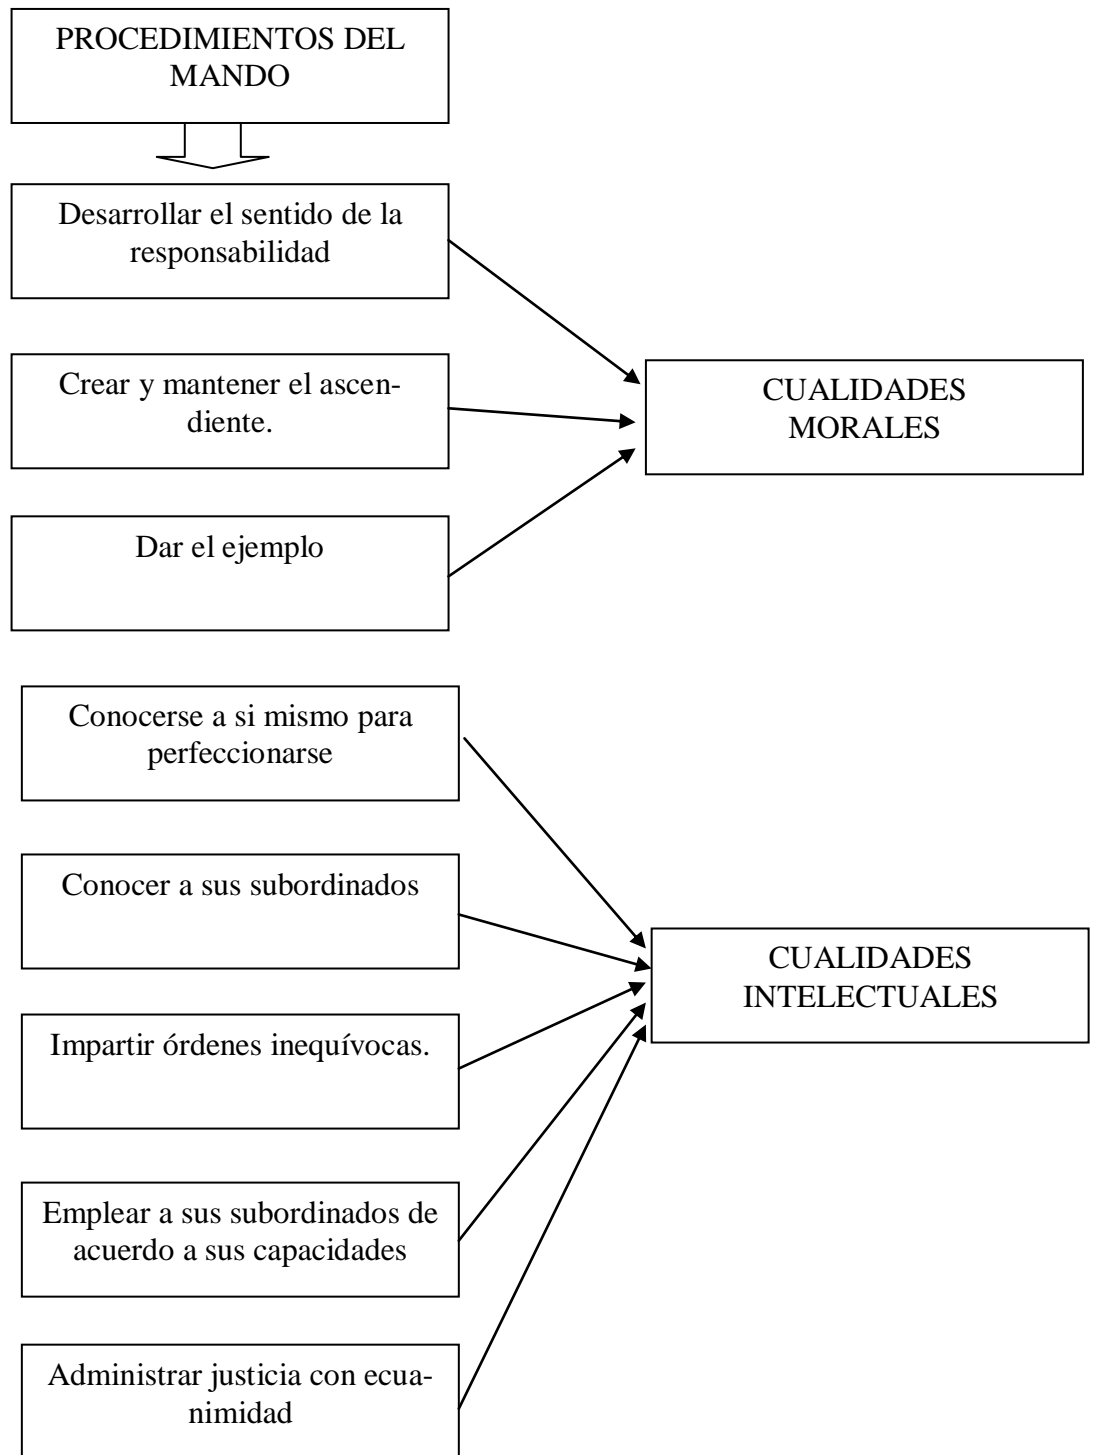 PROCEDIMIENTOS DEL
MANDO
Desarrollar el sentido de la
responsabilidad
Crear y mantener el ascen-
diente.
CUALIDADES
MORALES
Dar el ejemplo
Conocerse a si mismo para
perfeccionarse
Conocer a sus subordinados
CUALIDADES
INTELECTUALES
Impartir órdenes inequívocas.
Emplear a sus subordinados de
acuerdo a sus capacidades
Administrar justicia con ecua-
nimidad